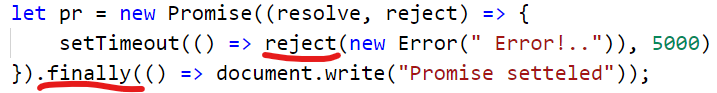 let pr = new Promise((resolve, reject) => {
    setTimeout(() => reject(new Error(" Error!..")), 5000)
}).finally(() => document.write("Promise setteled"));